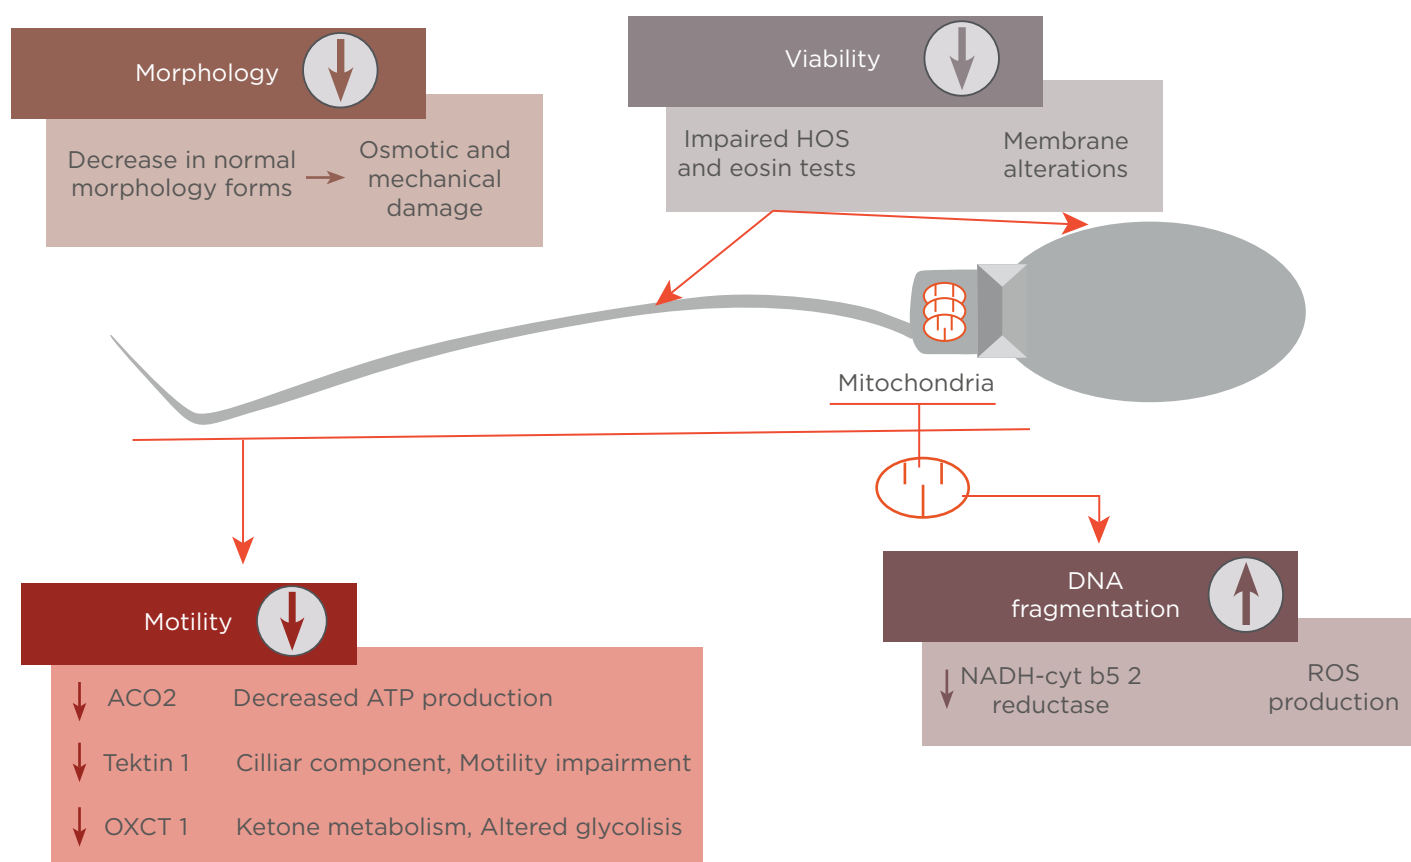 Morphology
Decrease in normal
morphology forms
Osmotic and
mechanical
damage
Viability
Impaired HOS
and eosin tests
Membrane
alterations
Mitochondria
Motility
ACO2 Decreased ATP production
Tektin 1 Cilliar component, Motility impairment
OXCT 1 Ketone metabolism, Altered glycolisis
DNA
fragmentation
NADH-cyt b5 2
reductase
ROS
production